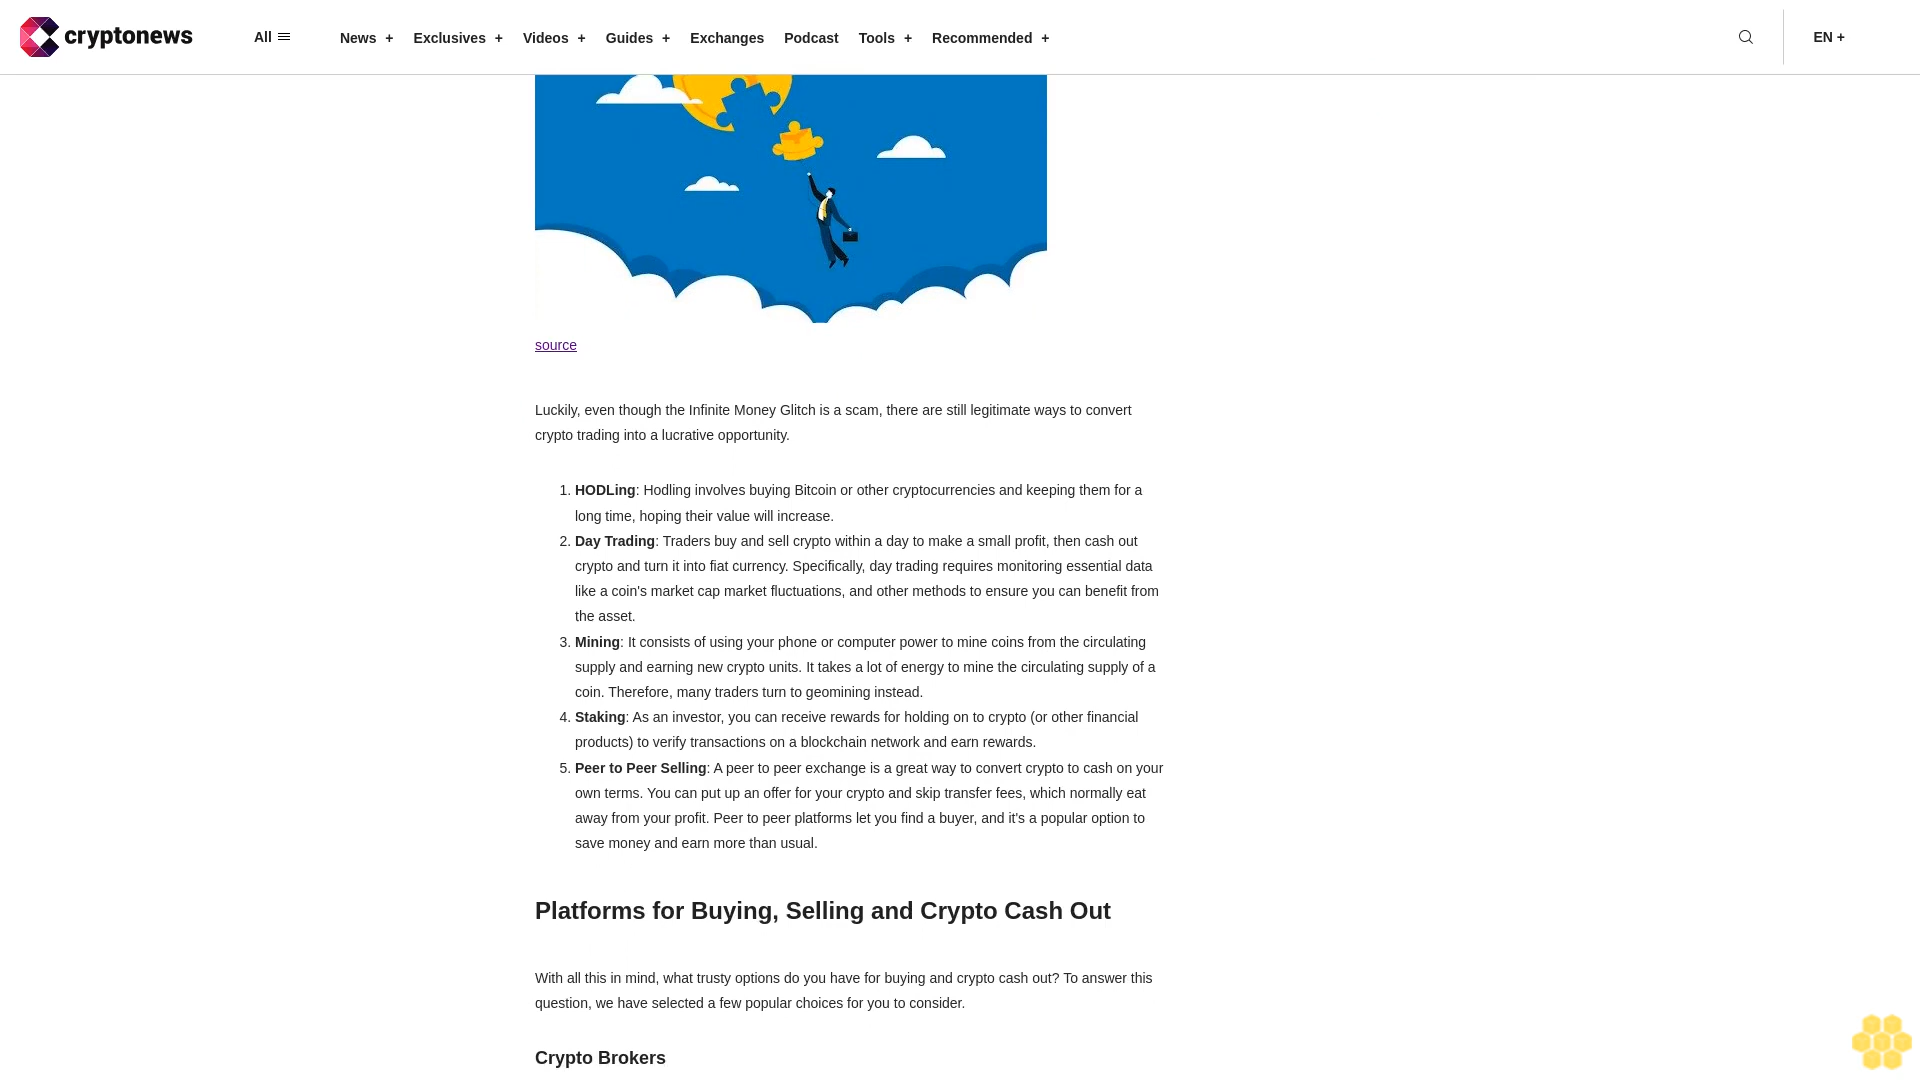 cryptonews
All
News +
Exclusives +
Videos +
Guides +
Exchanges
Podcast
Tools +
Recommended +
EN +
source
Luckily, even though the Infinite Money Glitch is a scam, there are still legitimate ways to convert
crypto trading into a lucrative opportunity.
1. HODLing: Hodling involves buying Bitcoin or other cryptocurrencies and keeping them for a
long time, hoping their value will increase.
2. Day Trading: Traders buy and sell crypto within a day to make a small profit, then cash out
crypto and turn it into fiat currency. Specifically, day trading requires monitoring essential data
like a coin's market cap market fluctuations, and other methods to ensure you can benefit from
the asset.
3. Mining: It consists of using your phone or computer power to mine coins from the circulating
supply and earning new crypto units. It takes a lot of energy to mine the circulating supply of a
coin. Therefore, many traders turn to geomining instead.
4. Staking: As an investor, you can receive rewards for holding on to crypto (or other financial
products) to verify transactions on a blockchain network and earn rewards.
5. Peer to Peer Selling: A peer to peer exchange is a great way to convert crypto to cash on your
own terms. You can put up an offer for your crypto and skip transfer fees, which normally eat
away from your profit. Peer to peer platforms let you find a buyer, and it's a popular option to
save money and earn more than usual.
Platforms for Buying, Selling and Crypto Cash Out
With all this in mind, what trusty options do you have for buying and crypto cash out? To answer this
question, we have selected a few popular choices for you to consider.
Crypto Brokers